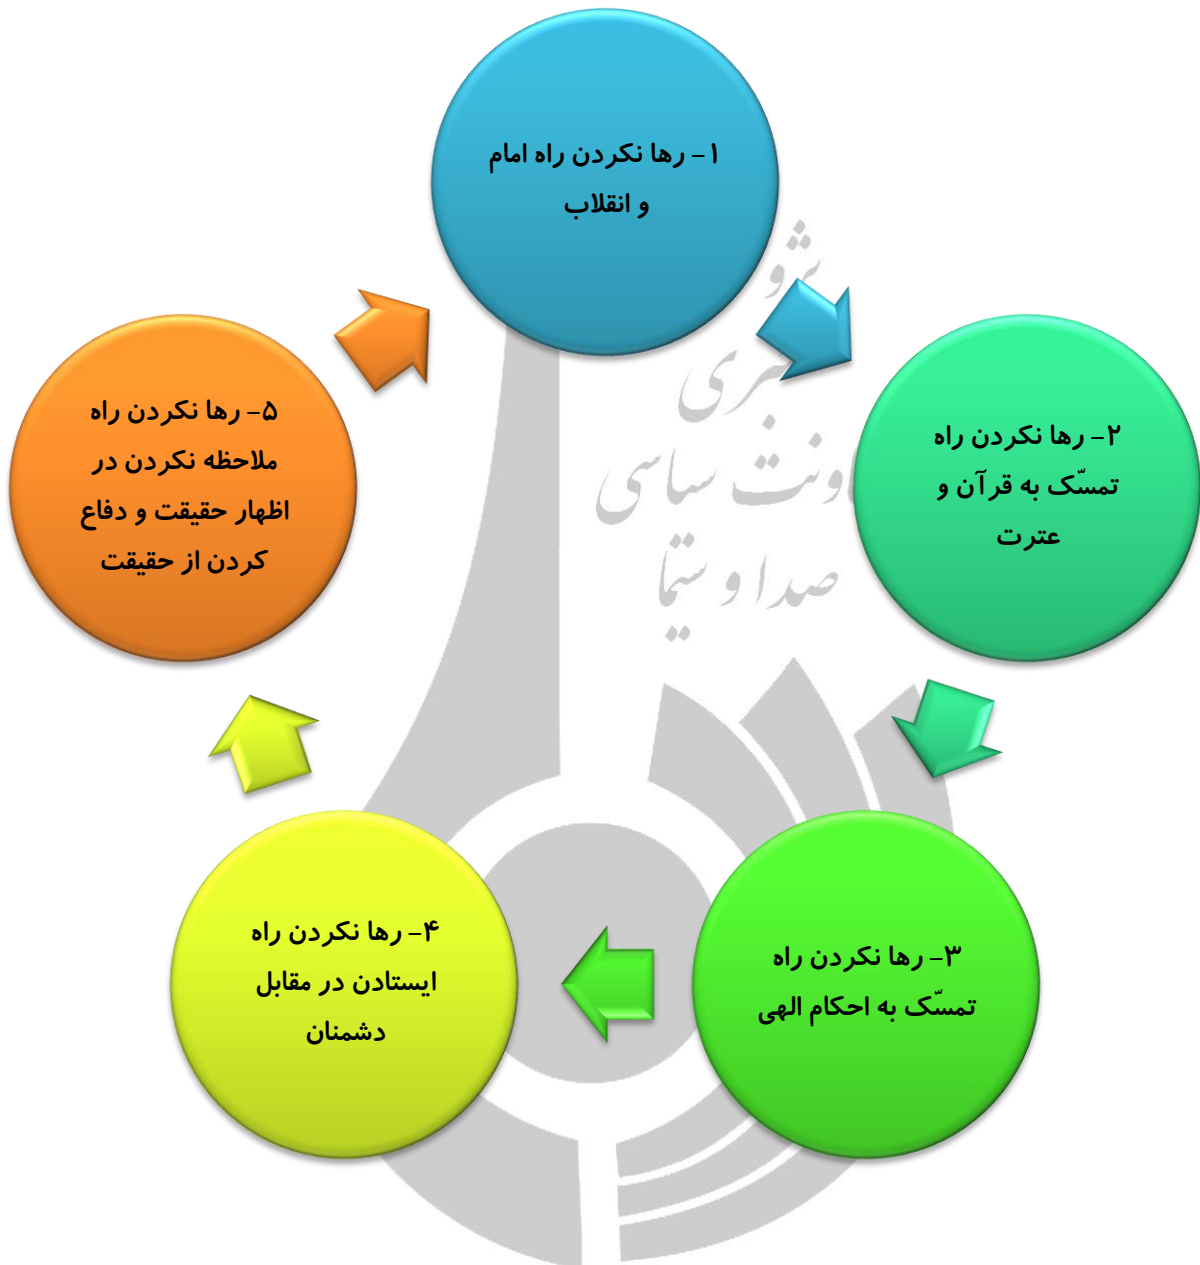 ۱- رها نکردن راه امام
و انقلاب
۲- رها نکردن راه
تمسّک به قرآن و
عترت
۳- رها نکردن راه
تمسّک به احکام الهی
۴- رها نکردن راه
ایستادن در مقابل
دشمنان
۵- رها نکردن راه
ملاحظه نکردن در
اظهار حقیقت و دفاع
کردن از حقیقت
سیاسی
صدا و سیما